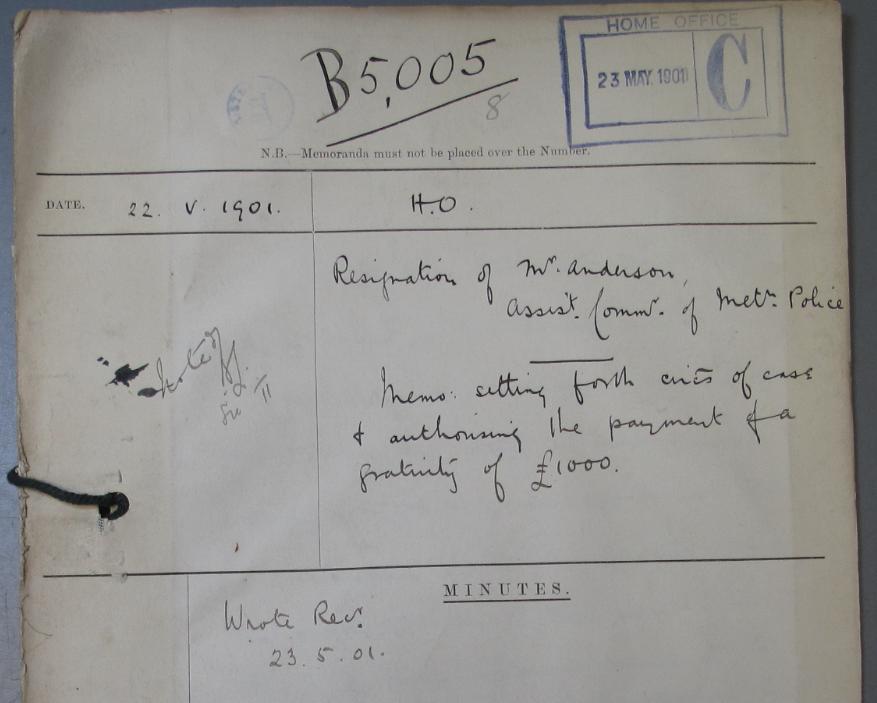 HOME OFFICE
23 MAY. 1901
C
B5,005
8
N.B.—Memoranda must not be placed over the Number.
DATE.
22. V. 1901.
H.O.
Resignation of Mr. Anderson,
Assist. Commr. of Metn. Police
Memo: setting forth circs of case
& authorising the payment of a
gratuity of £1000.
MINUTES.
Wrote Recr.
23.5.01.